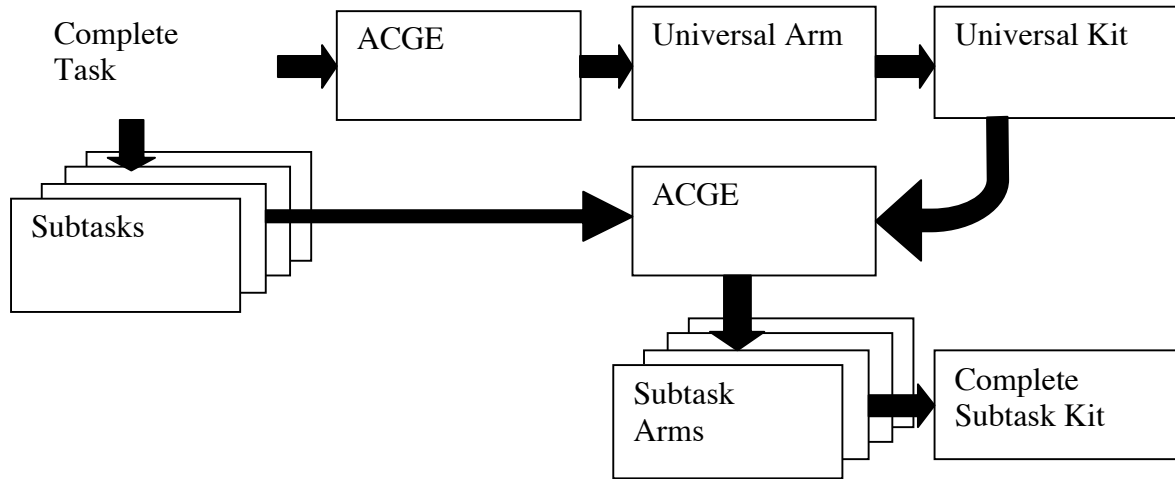 Complete
Task
ACGE
Universal Arm
Universal Kit
Subtasks
ACGE
Subtask
Arms
Complete
Subtask Kit